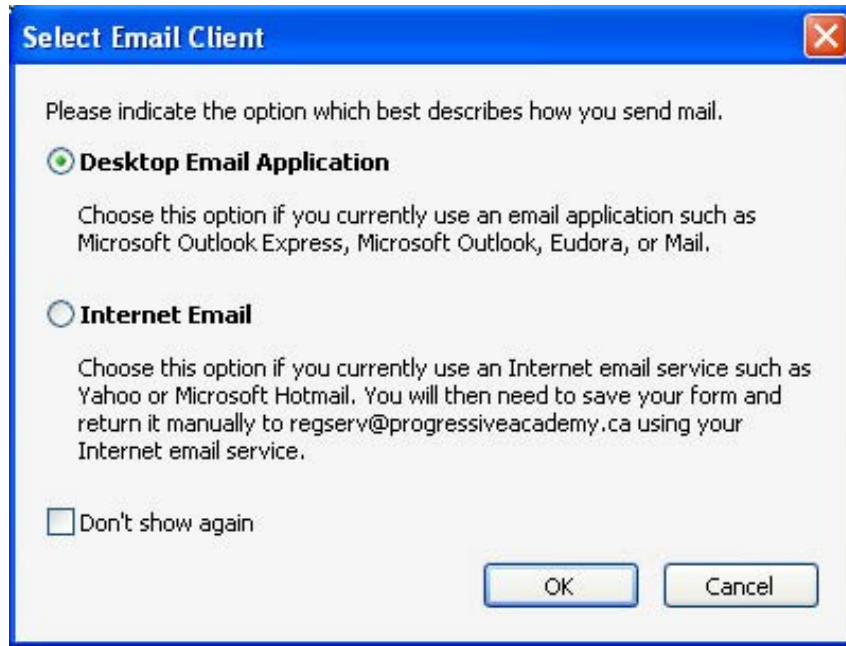 Select Email Client
Please indicate the option which best describes how you send mail.
Desktop Email Application
Choose this option if you currently use an email application such as
Microsoft Outlook Express, Microsoft Outlook, Eudora, or Mail.
Internet Email
Choose this option if you currently use an Internet email service such as
Yahoo or Microsoft Hotmail. You will then need to save your form and
return it manually to regserv@progressiveacademy.ca using your
Internet email service.
Don't show again
OK Cancel